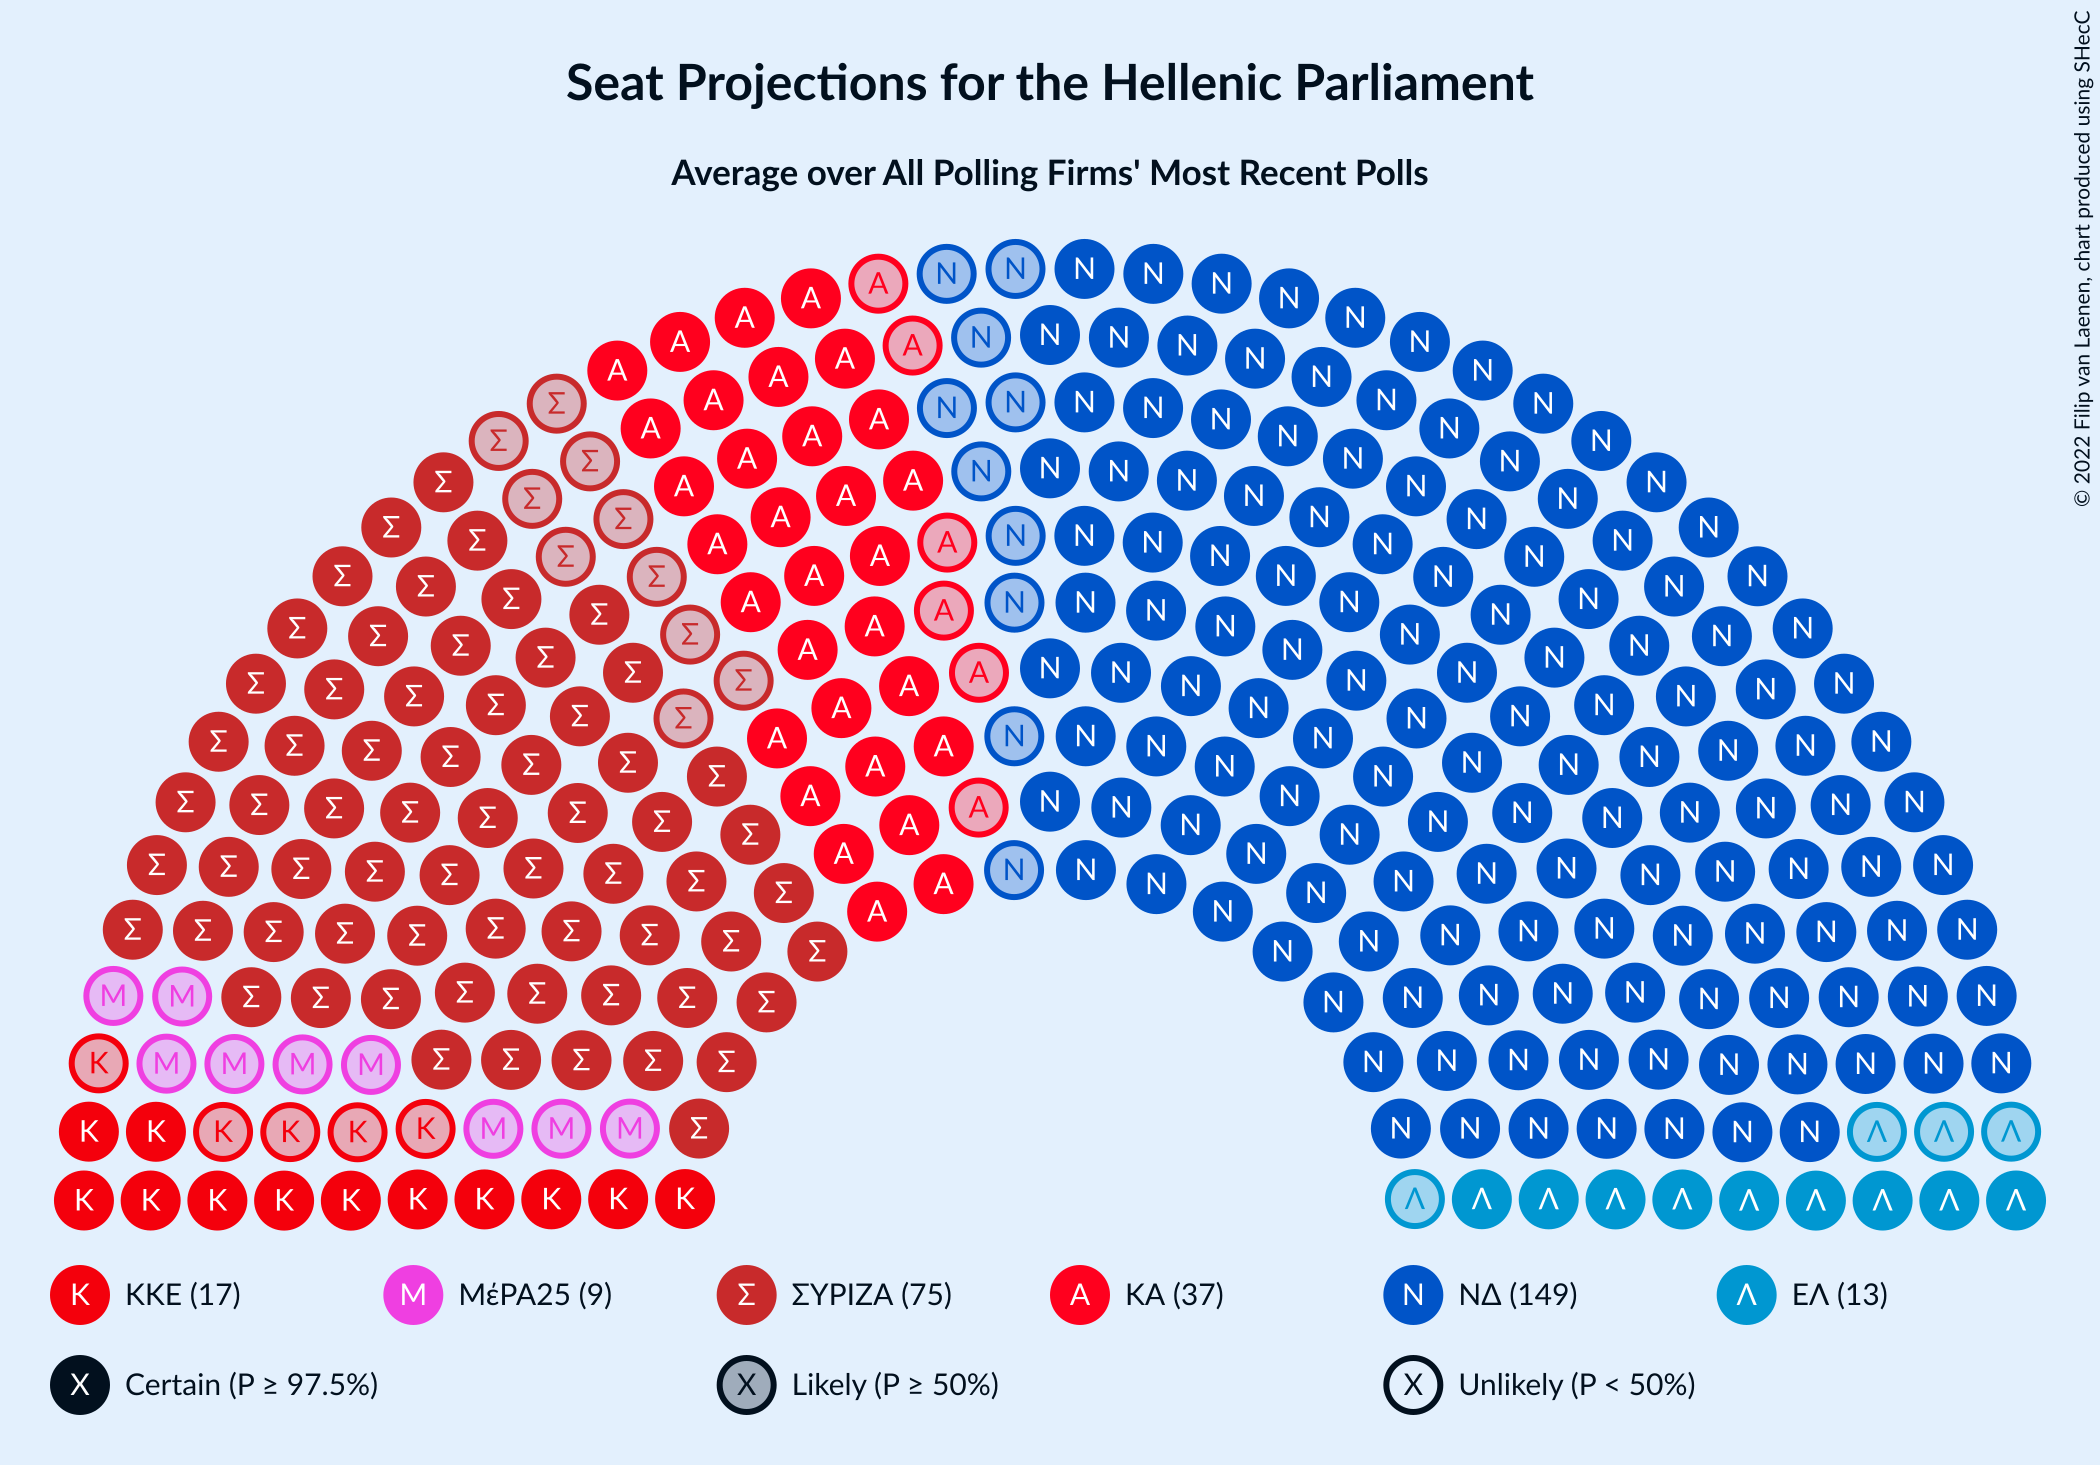 Seat Projections for the Hellenic Parliament
Average over All Polling Firms' Most Recent Polls
© 2022 Filip van Laenen, chart produced using SHecC
K ΚΚΕ (17) M ΜέΡΑ25 (9) Σ ΣΥΡΙΖΑ (75) A ΚΑ (37) N ΝΔ (149) Λ ΕΛ (13)
X Certain (P ≥ 97.5%) X Likely (P ≥ 50%) X Unlikely (P < 50%)